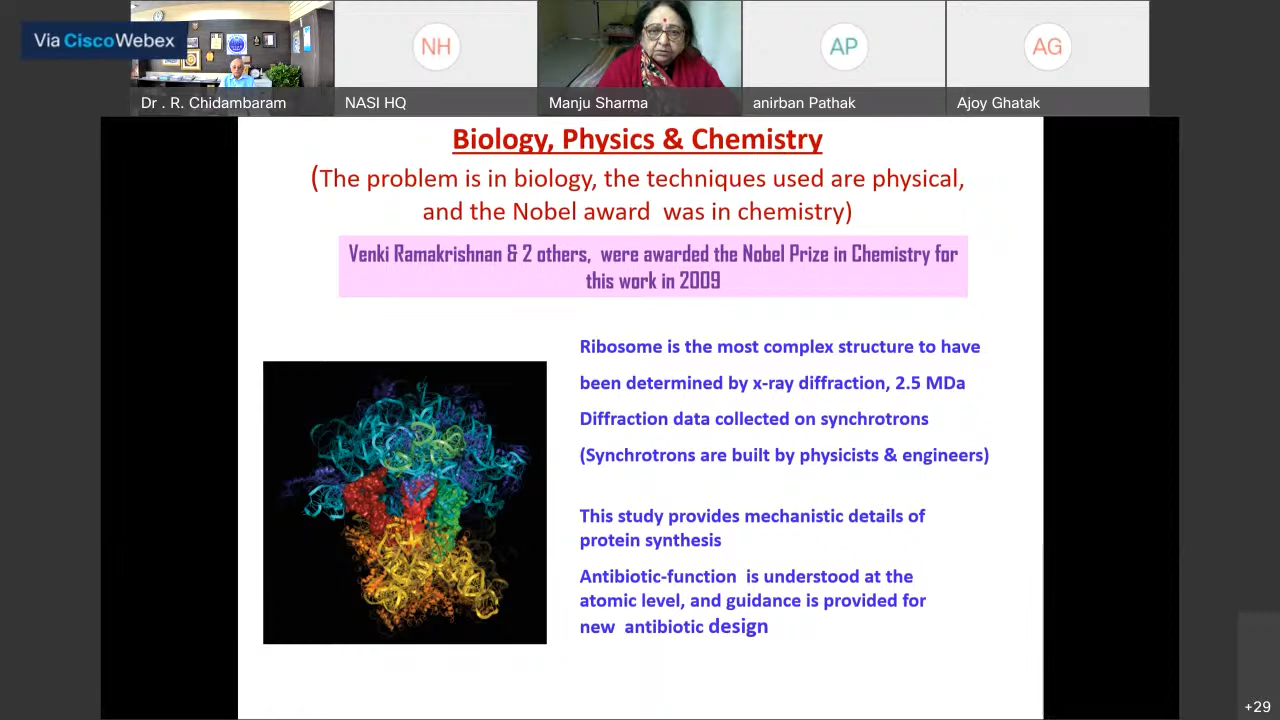 Via Cisco Webex
NH
AP
AG
Dr . R. Chidambaram
NASI HQ
Manju Sharma
anirban Pathak
Ajoy Ghatak
Biology, Physics & Chemistry
(The problem is in biology, the techniques used are physical,
and the Nobel award was in chemistry)
Venki Ramakrishnan & 2 others, were awarded the Nobel Prize in Chemistry for
this work in 2009
Ribosome is the most complex structure to have
been determined by x-ray diffraction, 2.5 MDa
Diffraction data collected on synchrotrons
(Synchrotrons are built by physicists & engineers)
This study provides mechanistic details of
protein synthesis
Antibiotic-function is understood at the
atomic level, and guidance is provided for
new antibiotic design
+29